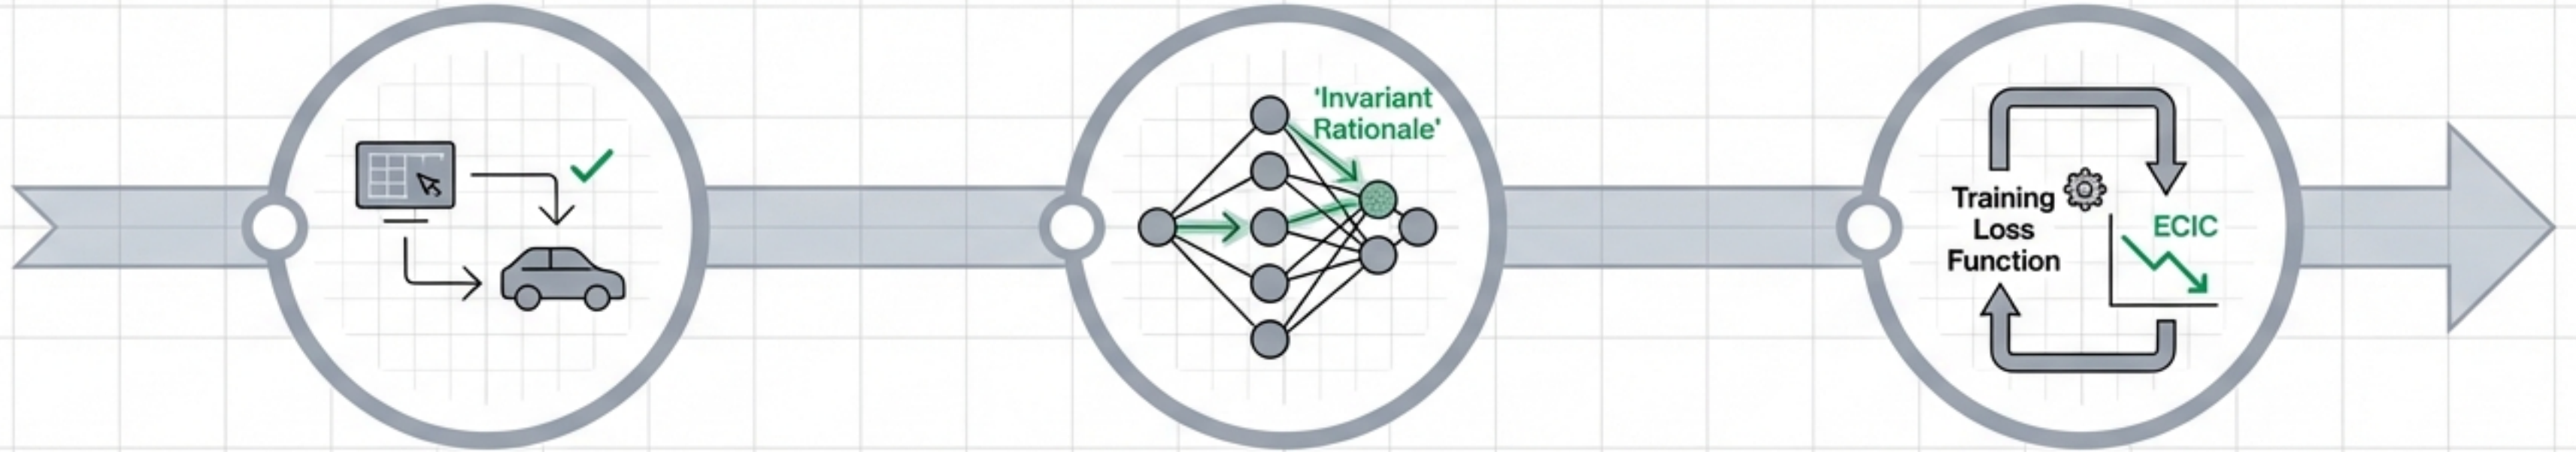 'Invariant
Rationale'
Training
Loss
Function
ECIC